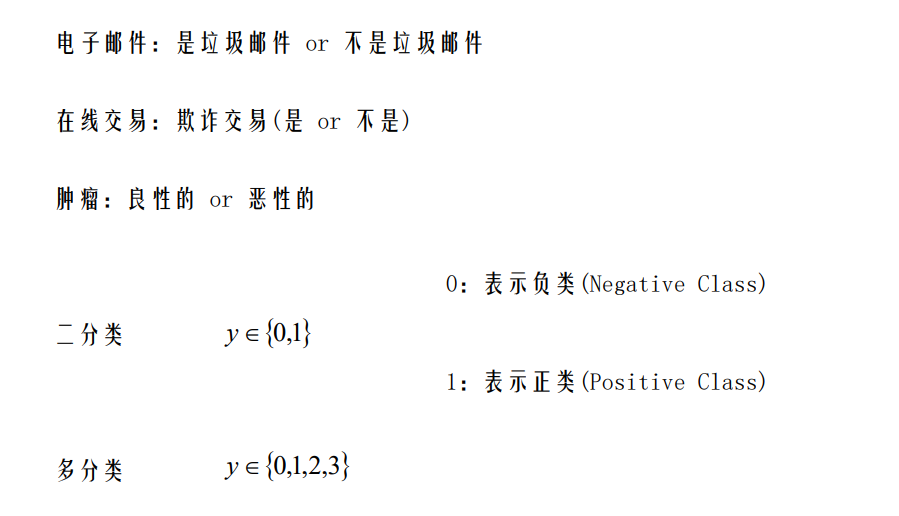 电子邮件：是垃圾邮件 or 不是垃圾邮件
在线交易：欺诈交易(是 or 不是)
肿瘤：良性的 or 恶性的
0：表示负类(Negative Class)
二分类 y∈{0,1}
1：表示正类(Positive Class)
多分类 y∈{0,1,2,3}